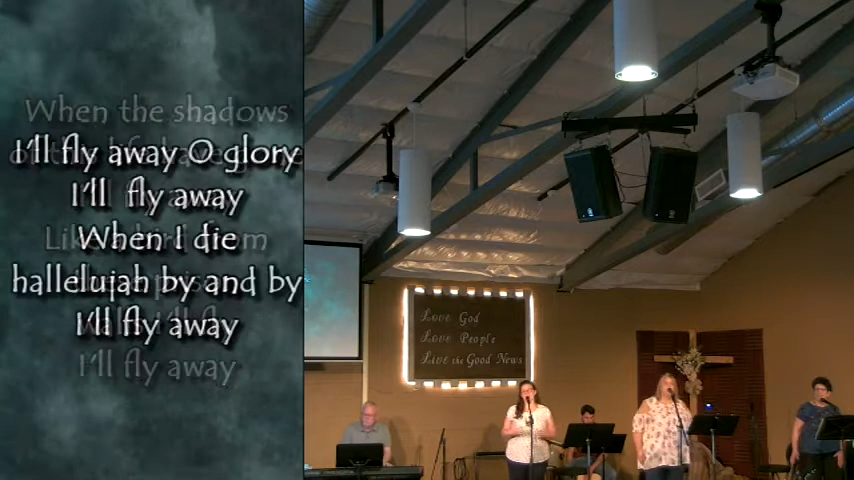 When the shadows
I'll fly away O glory
I'll fly away
When I die
hallelujah by and by
I'll fly away
I'll fly away
Love God
Love People
Live the Good News